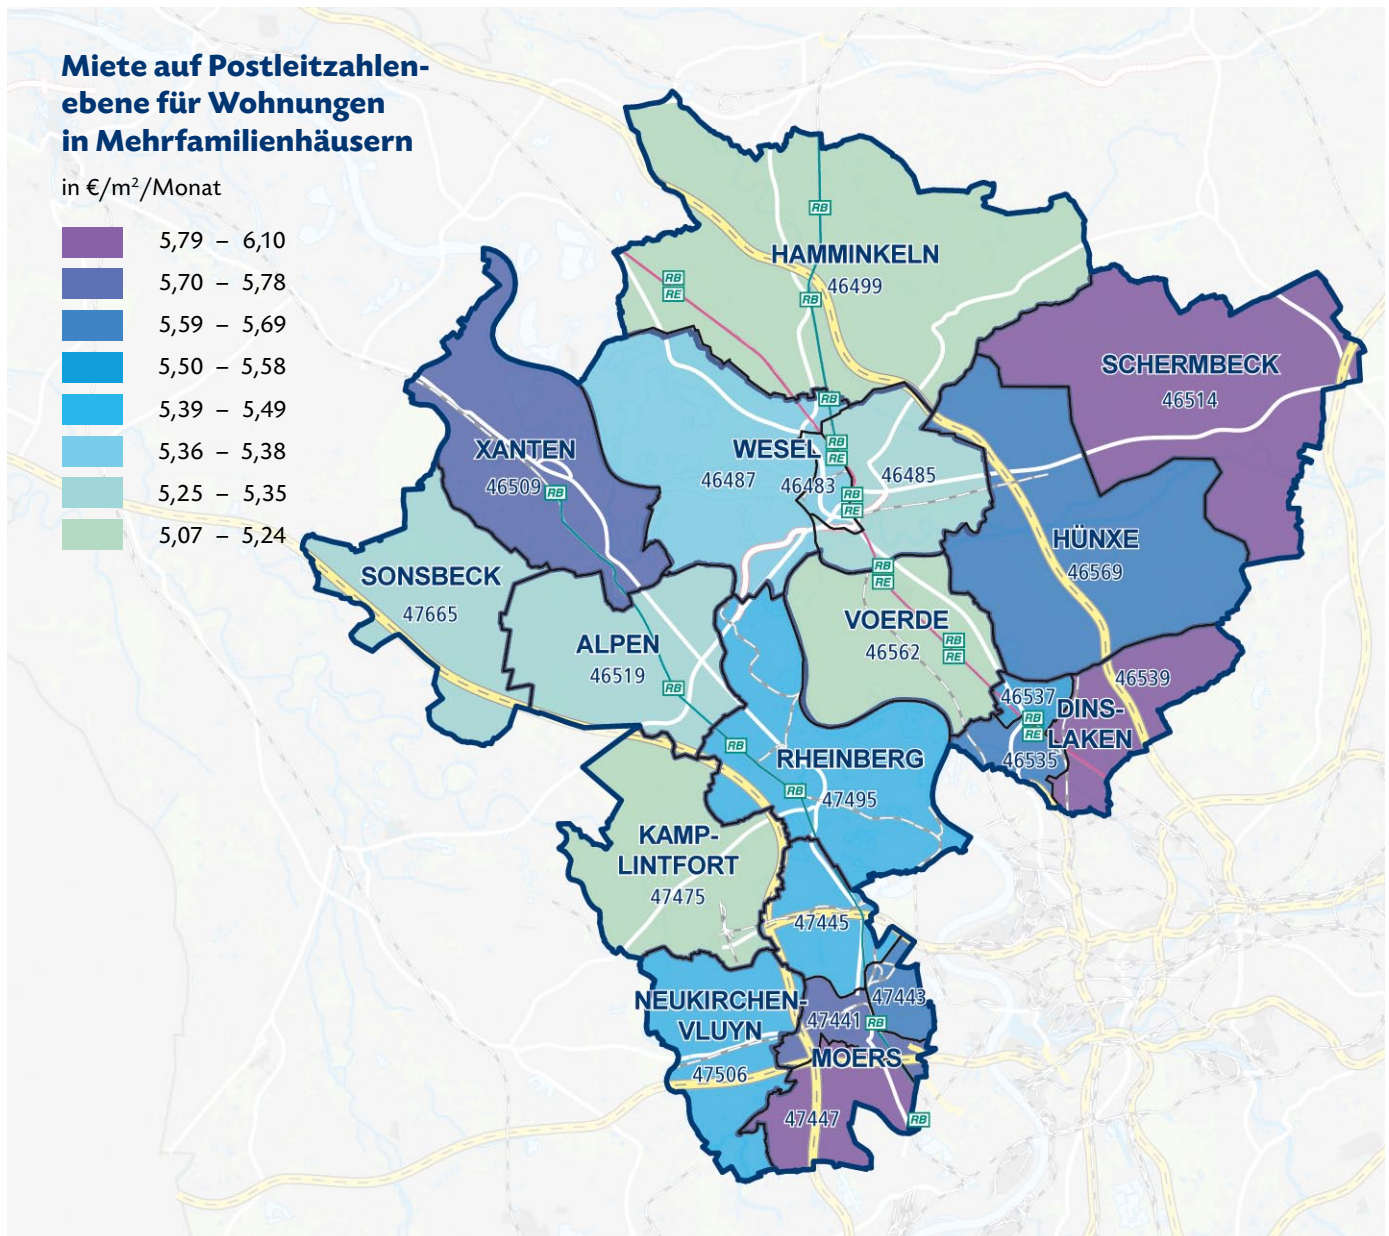 Miete auf Postleitzahlen-
ebene für Wohnungen
in Mehrfamilienhäusern
in €/m²/Monat
5,79 – 6,10
5,70 – 5,78
5,59 – 5,69
5,50 – 5,58
5,39 – 5,49
5,36 – 5,38
5,25 – 5,35
5,07 – 5,24
RB
HAMMINKELN
46499
RB
RE
RB
SCHERMBECK
46514
RB
XANTEN
46509
RB
WESEL
46487
46483
RB
RE
46485
RB
RE
HÜNXE
46569
SONSBECK
47665
RB
RE
VOERDE
46562
RB
RE
ALPEN
46519
RB
46539
46537
DINS-
LAKEN
RB
RE
46535
RB
RHEINBERG
47495
RB
KAMP-
LINTFORT
47475
47445
NEUKIRCHEN-
VLUYN
47506
47443
47441
RB
MOERS
47447
RB